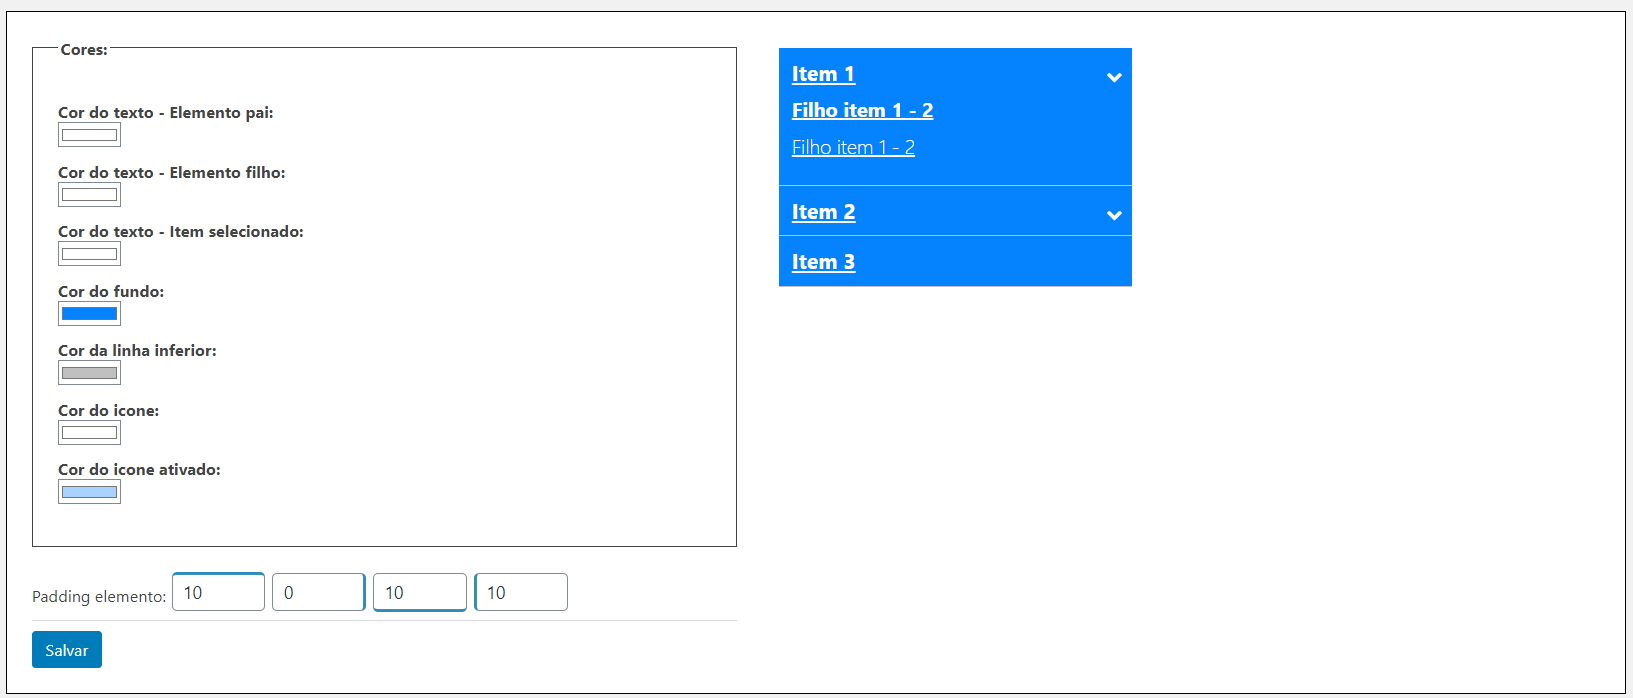 Cores:
Cor do texto - Elemento pai:
Cor do texto - Elemento filho:
Cor do texto - Item selecionado:
Cor do fundo:
Cor da linha inferior:
Cor do icone:
Cor do icone ativado:
Padding elemento: 10 0 10 10
Salvar
Item 1
Filho item 1 - 2
Filho item 1 - 2
Item 2
Item 3